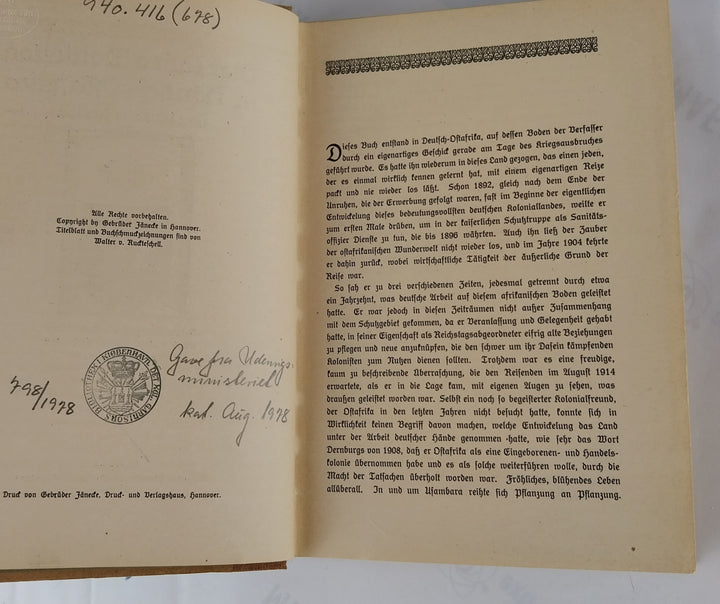 940.416 (678)
Alle Rechte vorbehalten.
Copyright by Gebrüder Jänecke, Hannover.
Titelblatt und Buchschmuckzeichnungen sind von
Walter v. Ruckteschell.
Gave fra Udenrigs-
ministeriet
kat. Aug. 1978
798/1978
Druck von Gebrüder Jänecke, Druck- und Verlagshaus, Hannover.
Dieses Buch entstand in Deutsch-Ostafrika, auf dessen Boden der Verfasser
durch ein eigenartiges Geschick gerade am Tage des Kriegsausbruches
geführt wurde. Es hatte ihn wiederum in dieses Land gezogen, das einen jeden,
der es einmal wirklich kennen gelernt hat, mit einem eigenartigen Reize
packt und nie wieder los läßt. Schon 1892, gleich nach dem Ende der
Unruhen, die der Erwerbung gefolgt waren, fast im Beginne der eigentlichen
Entwickelung dieses bedeutungsvollsten deutschen Koloniallandes, weilte er
zum ersten Male drüben, um in der kaiserlichen Schutztruppe als Sanitäts-
offizier Dienste zu tun, die bis 1896 währten. Auch ihn ließ der Zauber
der ostafrikanischen Wunderwelt nicht wieder los, und im Jahre 1904 kehrte
er dahin zurück, wobei wirtschaftliche Tätigkeit der äußerliche Grund der
Reise war.
So sah er zu drei verschiedenen Zeiten, jedesmal getrennt durch etwa
ein Jahrzehnt, was deutsche Arbeit auf diesem afrikanischen Boden geleistet
hatte. Er war jedoch in diesen Zeiträumen nicht außer Zusammenhang
mit dem Schutzgebiet gekommen, da er Veranlassung und Gelegenheit gehabt
hatte, in seiner Eigenschaft als Reichstagsabgeordneter eifrig alle Beziehungen
zu pflegen und neue anzuknüpfen, die den schwer um ihr Dasein kämpfenden
Kolonisten zum Nutzen dienen sollten. Trotzdem war es eine freudige,
kaum zu beschreibende Überraschung, die den Reisenden im August 1914
erwartete, als er in die Lage kam, mit eigenen Augen zu sehen, was
draußen geleistet worden war. Selbst ein noch so begeisterter Kolonialfreund,
der Ostafrika in den letzten Jahren nicht besucht hatte, konnte sich in
Wirklichkeit keinen Begriff davon machen, welche Entwickelung das Land
unter der Arbeit deutscher Hände genommen hatte, wie sehr das Wort
Dernburgs von 1908, daß er Ostafrika als eine Eingeborenen- und Handels-
kolonie übernommen habe und es als solche weiterführen wolle, durch die
Macht der Tatsachen überholt worden war. Fröhliches, blühendes Leben
allüberall. In und um Usambara reihte sich Pflanzung an Pflanzung.